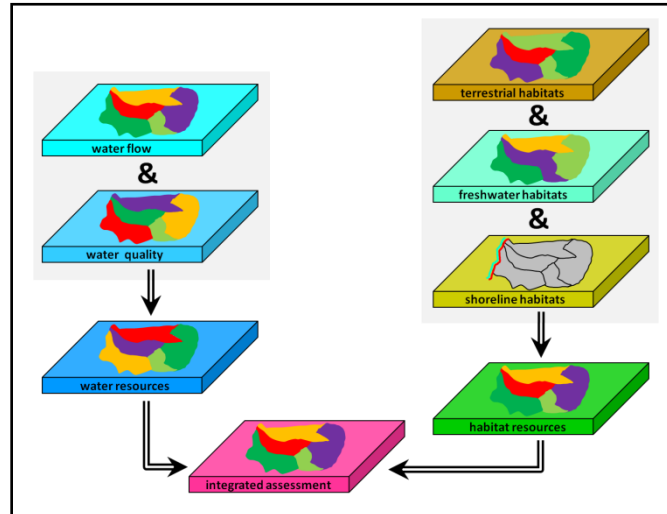 water flow
&
water quality
water resources
terrestrial habitats
&
freshwater habitats
&
shoreline habitats
habitat resources
integrated assessment